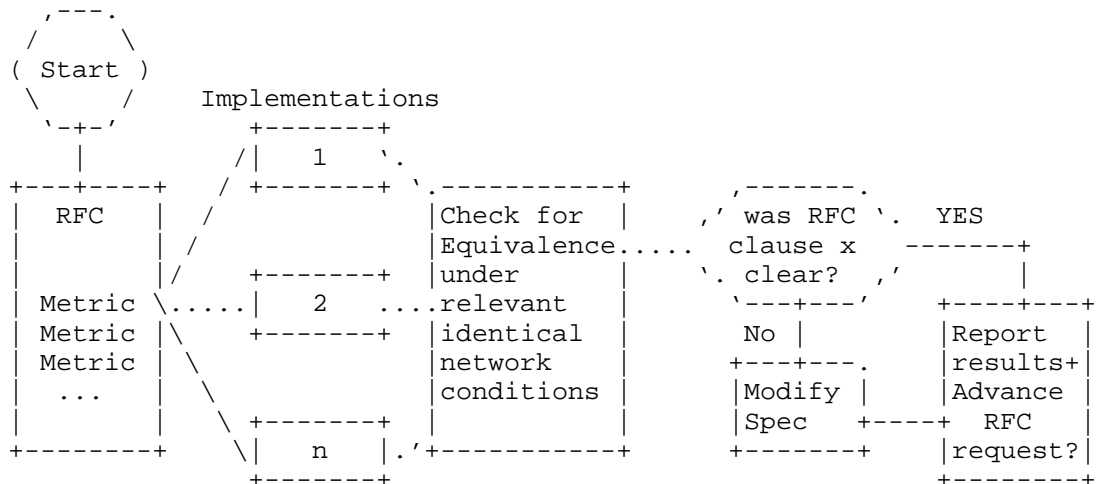 Start
Implementations
1
RFC
Metric
Metric
Metric
...
2
n
Check for
Equivalence
under
relevant
identical
network
conditions
was RFC
clause x
clear?
YES
No
Modify
Spec
Report
results+
Advance
RFC
request?